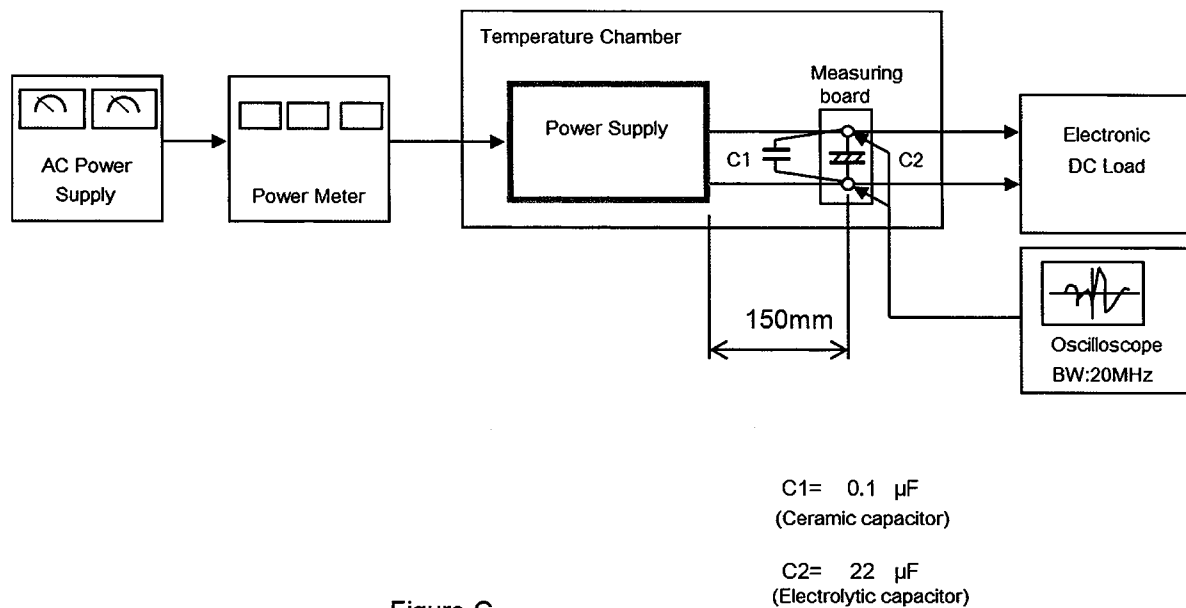 Temperature Chamber
Measuring
board
Power Supply
C1
C2
AC Power
Supply
Power Meter
Electronic
DC Load
150mm
Oscilloscope
BW:20MHz
C1= 0.1 μF
(Ceramic capacitor)
C2= 22 μF
(Electrolytic capacitor)